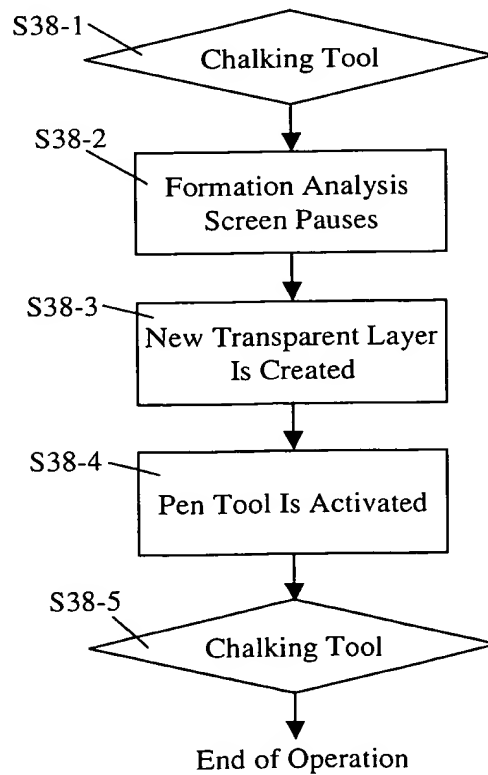 S38-1
Chalking Tool
S38-2
Formation Analysis
Screen Pauses
S38-3
New Transparent Layer
Is Created
S38-4
Pen Tool Is Activated
S38-5
Chalking Tool
End of Operation